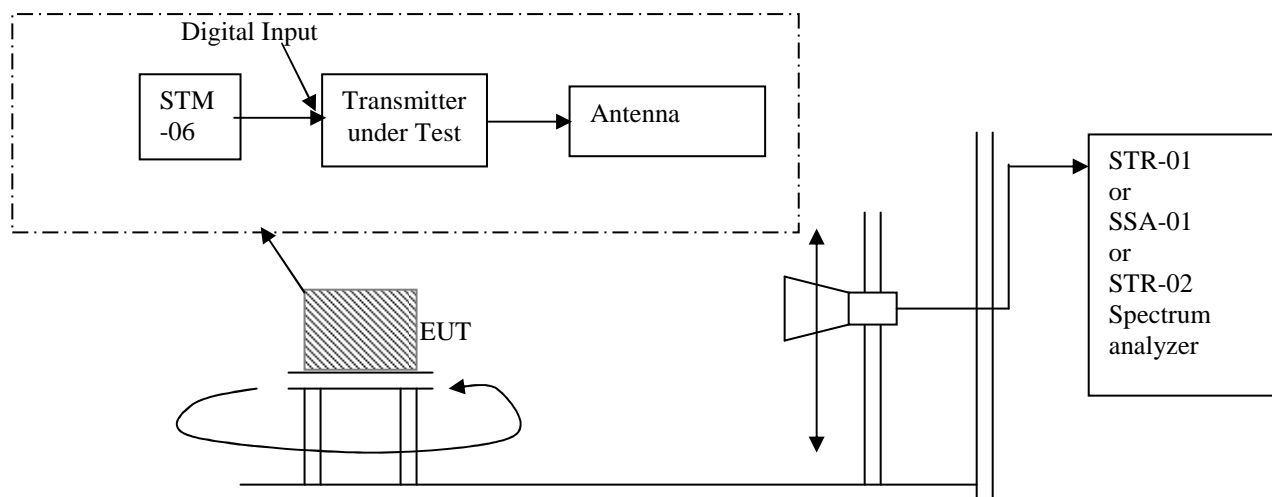 Digital Input
STM
-06
Transmitter
under Test
Antenna
STR-01
or
SSA-01
or
STR-02
Spectrum
analyzer
EUT